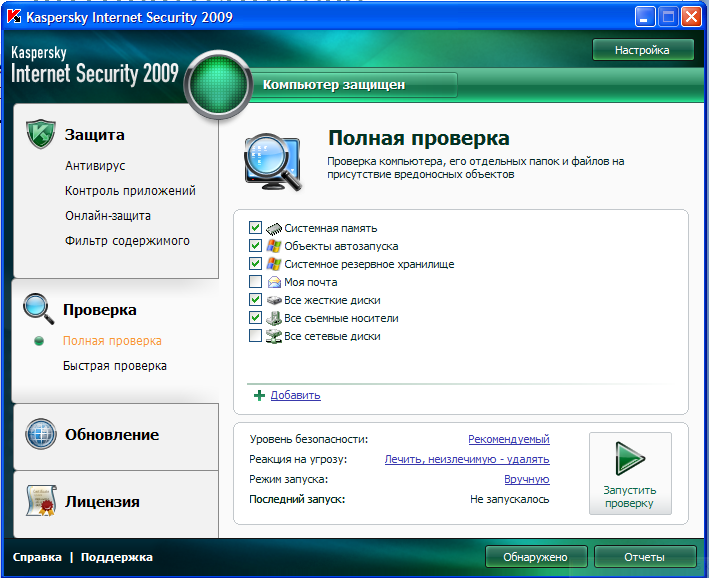 Kaspersky Internet Security 2009
Kaspersky
Internet Security 2009
Настройка
Компьютер защищен
Защита
Антивирус
Контроль приложений
Онлайн-защита
Фильтр содержимого
Проверка
Полная проверка
Быстрая проверка
Обновление
Лицензия
Полная проверка
Проверка компьютера, его отдельных папок и файлов на
присутствие вредоносных объектов
Системная память
Объекты автозапуска
Системное резервное хранилище
Моя почта
Все жесткие диски
Все съемные носители
Все сетевые диски
Добавить
Уровень безопасности: Рекомендуемый
Реакция на угрозу: Лечить, неизлечимую - удалять
Режим запуска: Вручную
Последний запуск: Не запускалось
Запустить
проверку
Справка | Поддержка
Обнаружено
Отчеты